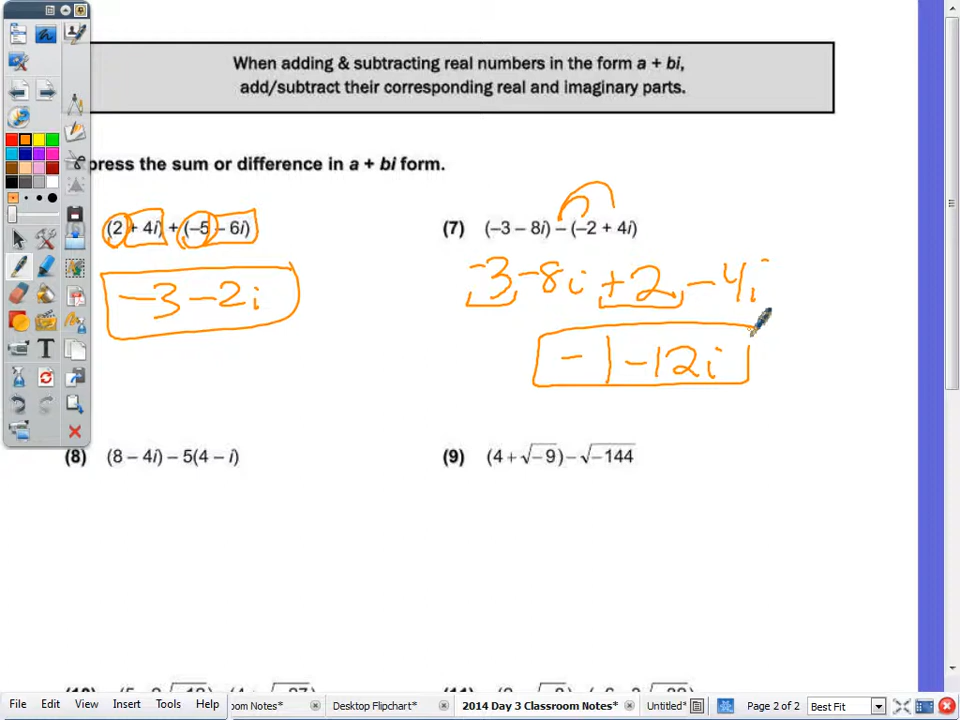 When adding & subtracting real numbers in the form a + bi,
add/subtract their corresponding real and imaginary parts.
press the sum or difference in a + bi form.
(2 + 4i) + (–5 – 6i)
–3 – 2i
(7) (–3 – 8i) – (–2 + 4i)
-3 -8i + 2 - 4i
-1 -12i
(8) (8 – 4i) – 5(4 – i)
(9) (4 + √–9) – √–144
T
File Edit View Insert Tools Help oom Notes* Desktop Flipchart* 2014 Day 3 Classroom Notes* Untitled* Page 2 of 2 Best Fit